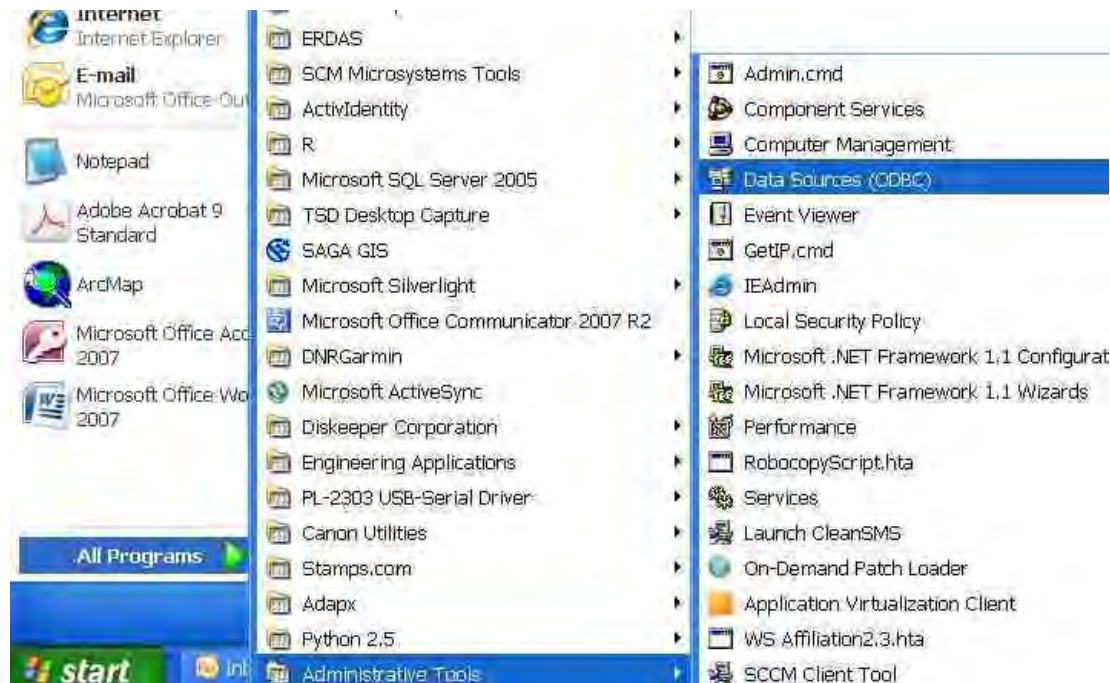 Internet
Internet Explorer
E-mail
Microsoft Office Out
Notepad
Adobe Acrobat 9
Standard
ArcMap
Microsoft Office Acc
2007
Microsoft Office Wo
2007
All Programs
start
ERDAS
SCM Microsystems Tools
ActivIdentity
R
Microsoft SQL Server 2005
TSD Desktop Capture
SAGA GIS
Microsoft Silverlight
Microsoft Office Communicator 2007 R2
DNRGarmin
Microsoft ActiveSync
Diskeeper Corporation
Engineering Applications
PL-2303 USB-Serial Driver
Canon Utilities
Stamps.com
Adapx
Python 2.5
Administrative Tools
Admin.cmd
Component Services
Computer Management
Data Sources (ODBC)
Event Viewer
GetIP.cmd
IEAdmin
Local Security Policy
Microsoft .NET Framework 1.1 Configurat
Microsoft .NET Framework 1.1 Wizards
Performance
RobocopyScript.hta
Services
Launch CleanSMS
On-Demand Patch Loader
Application Virtualization Client
WS Affiliation2.3.hta
SCCM Client Tool